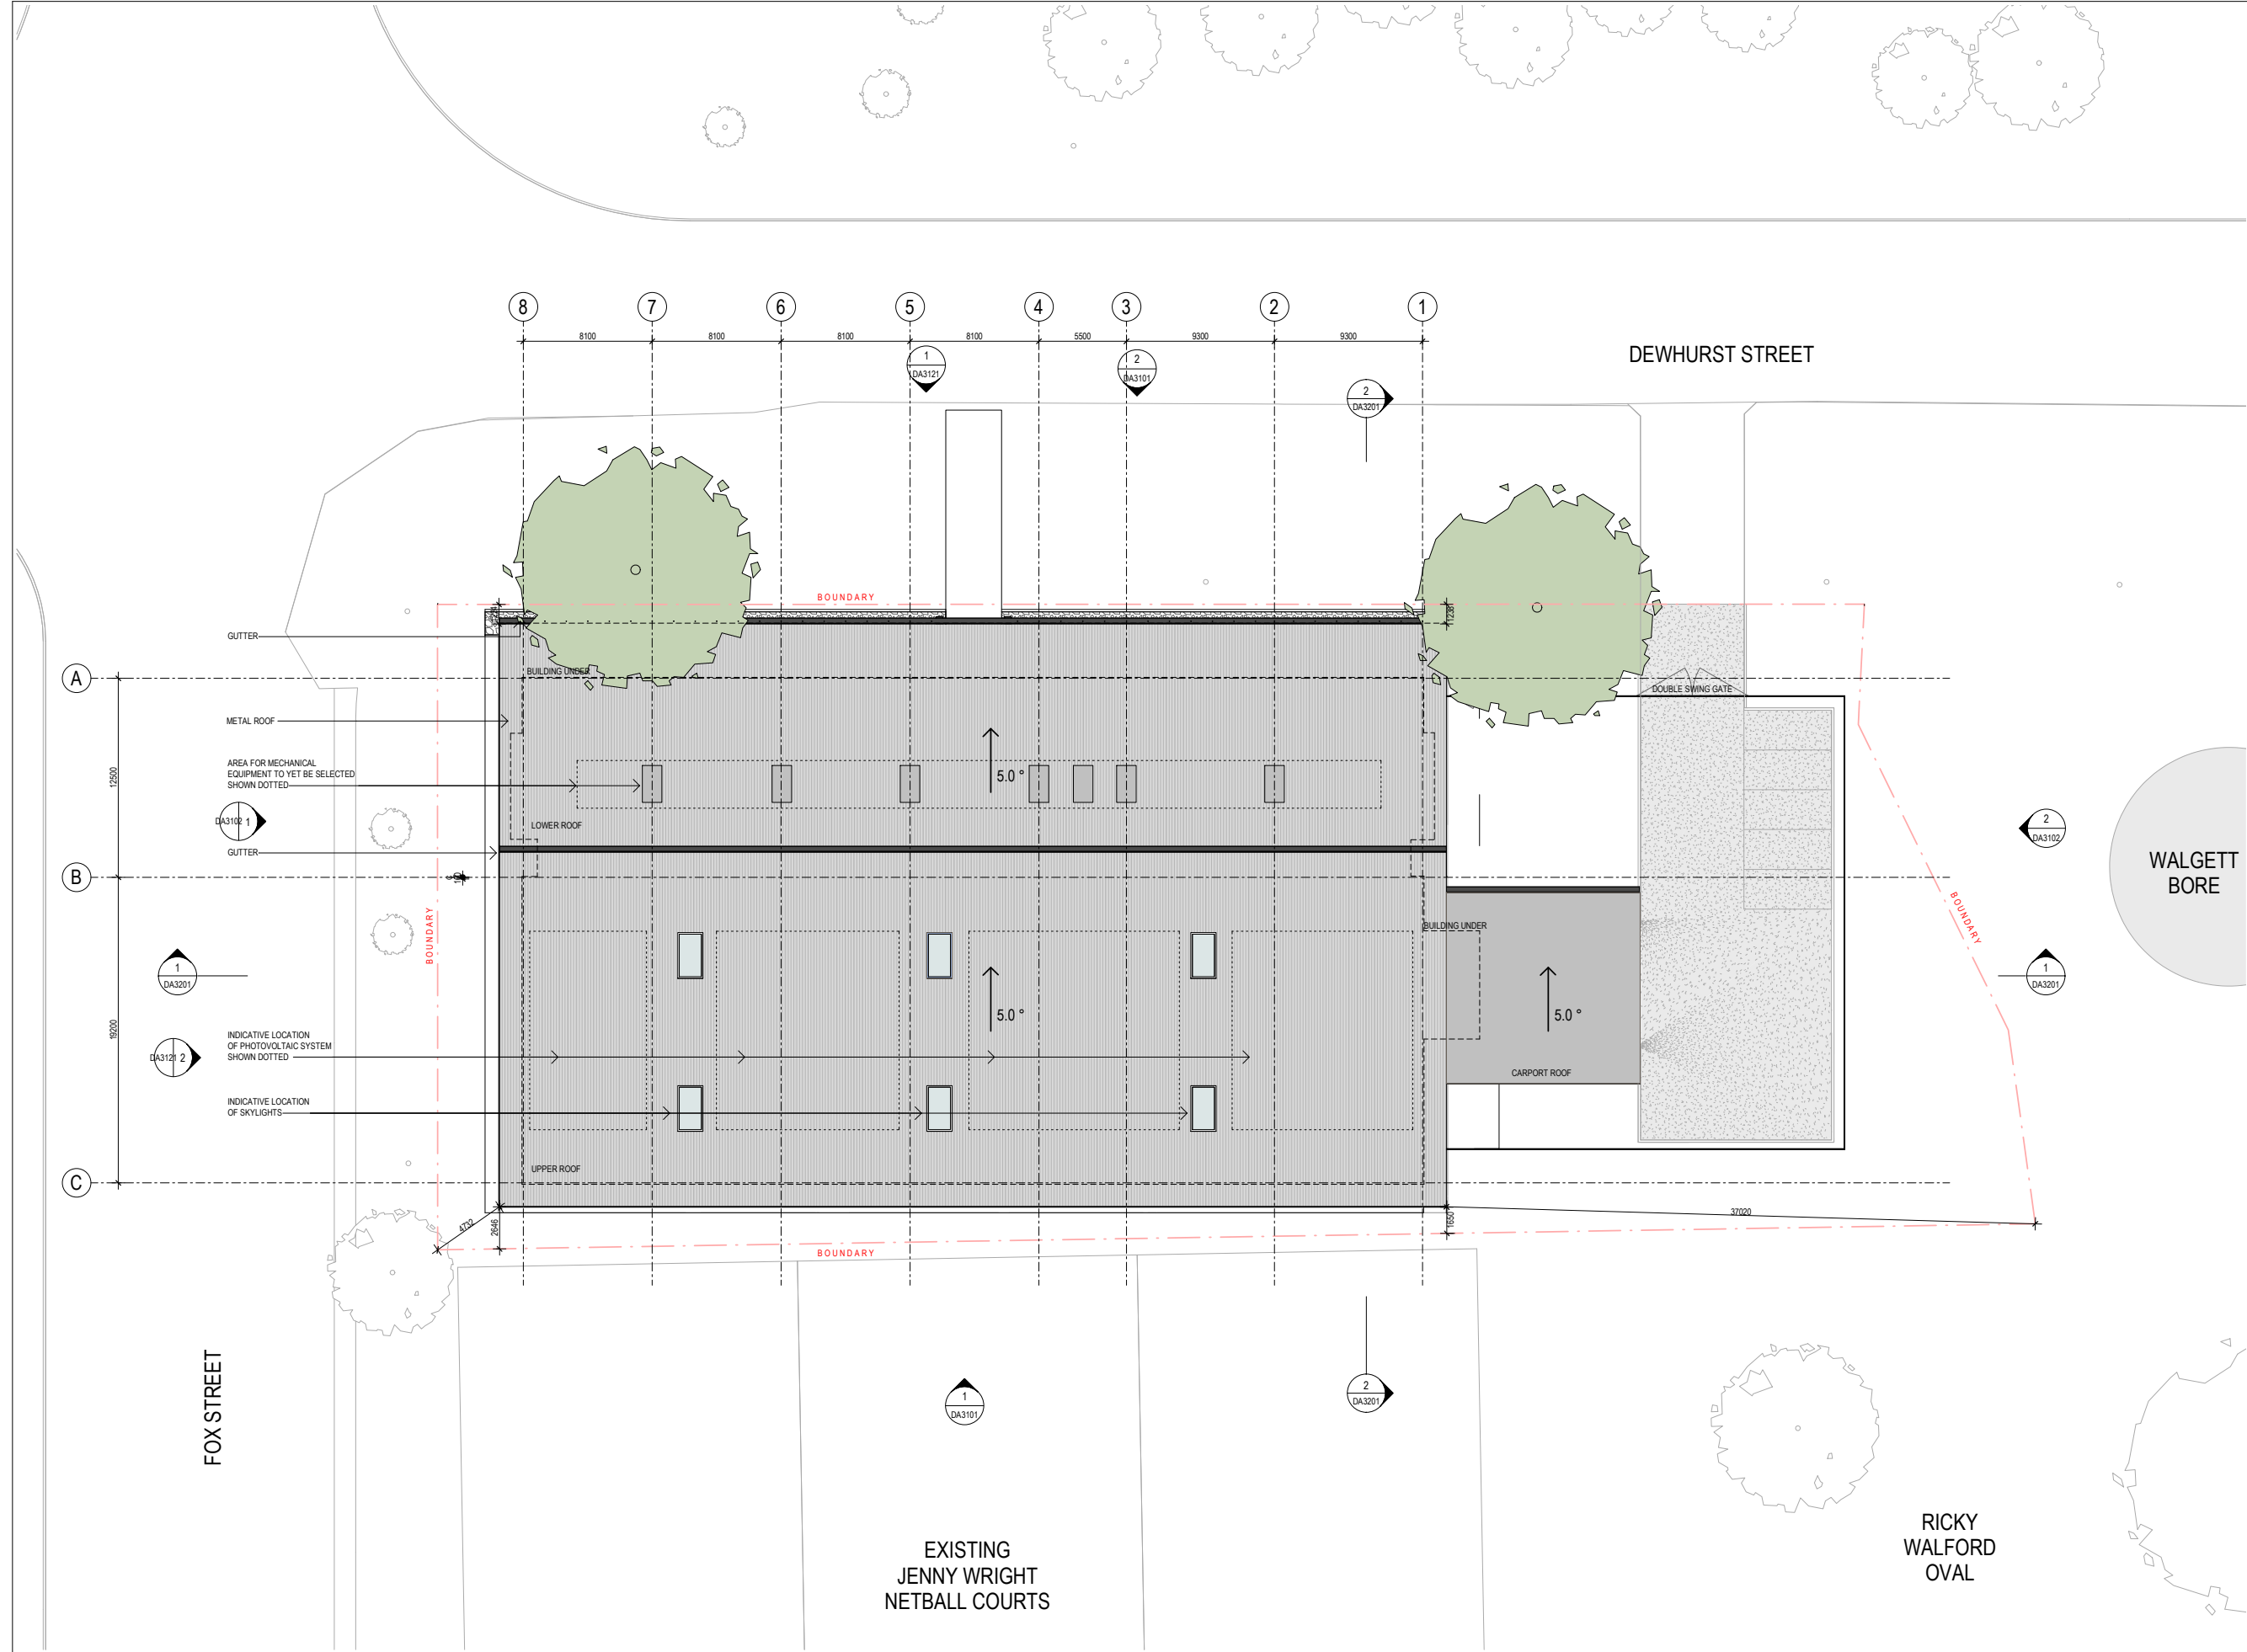 8 7 6 5 4 3 2 1
8100 8100 8100 8100 5500 9300 9300
DEWHURST STREET
1
DA3121
2
DA3101
2
DA3201
BOUNDARY
GUTTER
BUILDING UNDER
A
DOUBLE SWING GATE
METAL ROOF
AREA FOR MECHANICAL
EQUIPMENT TO YET BE SELECTED
SHOWN DOTTED
5.0 °
12500
LOWER ROOF
DA3102 1
2
DA3102
GUTTER
WALGETT
BORE
B
BOUNDARY
BUILDING UNDER
BOUNDARY
1
DA3201
1
DA3201
5.0 °
5.0 °
19200
INDICATIVE LOCATION
OF PHOTOVOLTAIC SYSTEM
SHOWN DOTTED
DA3121 2
CARPORT ROOF
INDICATIVE LOCATION
OF SKYLIGHTS
UPPER ROOF
C
4732
2646
1650
37020
BOUNDARY
FOX STREET
1
DA3101
2
DA3201
EXISTING
JENNY WRIGHT
NETBALL COURTS
RICKY
WALFORD
OVAL